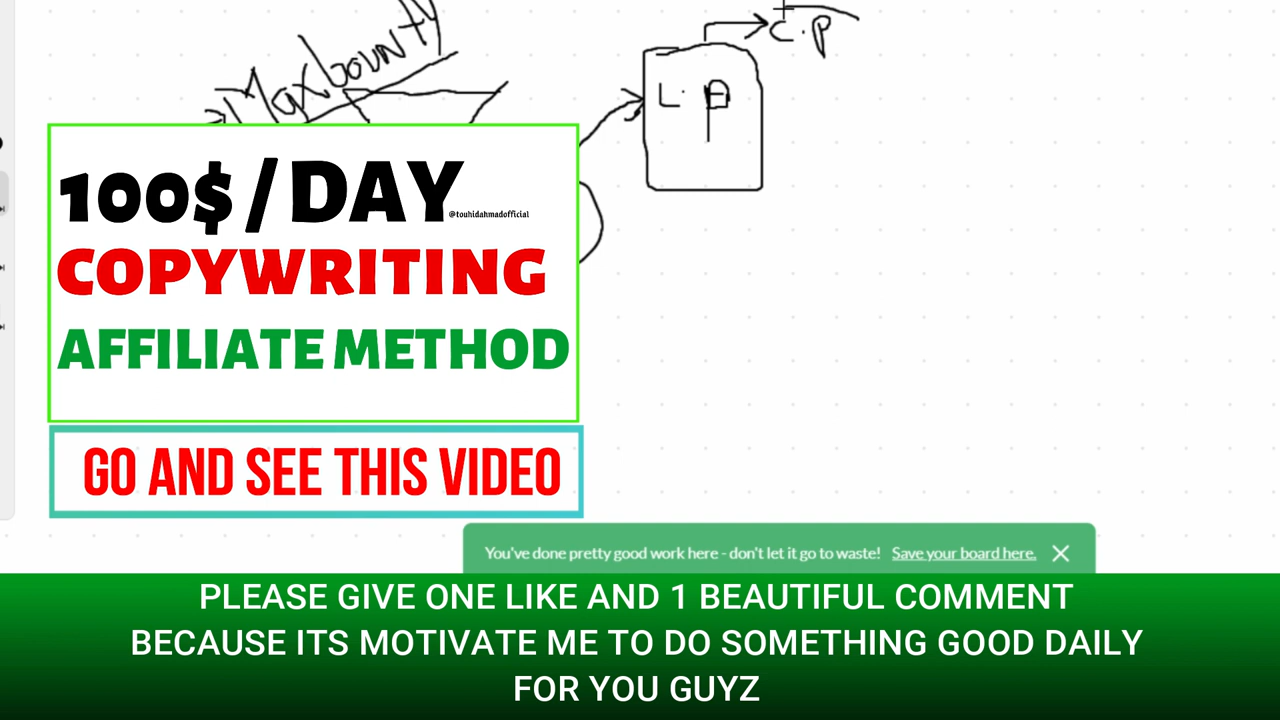 Maxbounty
C.P
L.P
100$/DAY
@touhidahmadofficial
COPYWRITING
AFFILIATE METHOD
GO AND SEE THIS VIDEO
You've done pretty good work here - don't let it go to waste! Save your board here.
PLEASE GIVE ONE LIKE AND 1 BEAUTIFUL COMMENT
BECAUSE ITS MOTIVATE ME TO DO SOMETHING GOOD DAILY
FOR YOU GUYZ